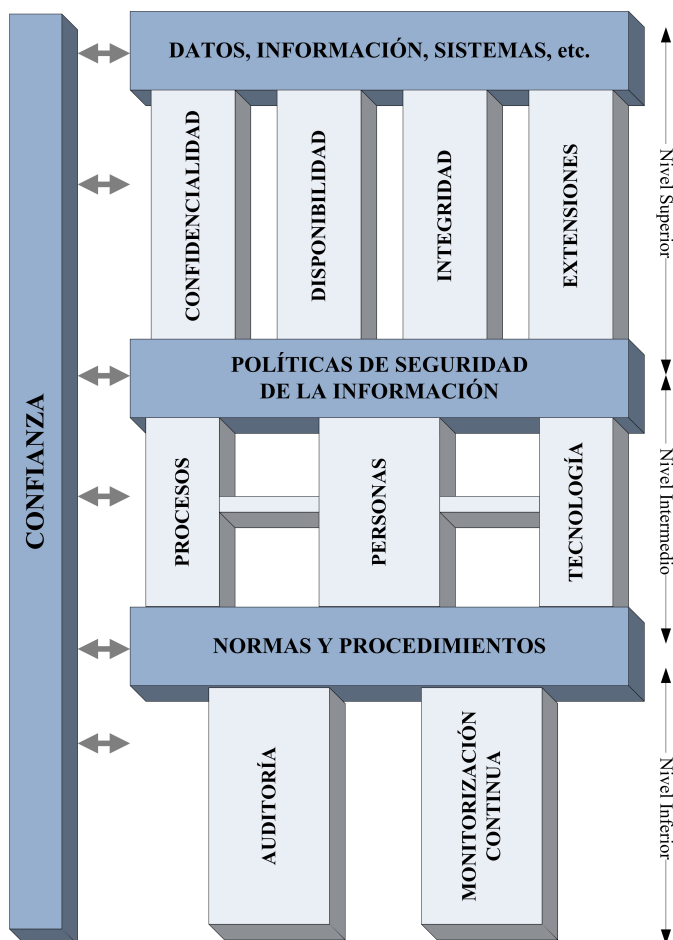 DATOS, INFORMACIÓN, SISTEMAS, etc.
CONFIDENCIALIDAD
DISPONIBILIDAD
INTEGRIDAD
EXTENSIONES
Nivel Superior
POLÍTICAS DE SEGURIDAD
DE LA INFORMACIÓN
CONFIANZA
PROCESOS
PERSONAS
TECNOLOGÍA
Nivel Intermedio
NORMAS Y PROCEDIMIENTOS
AUDITORÍA
MONITORIZACIÓN
CONTINUA
Nivel Inferior